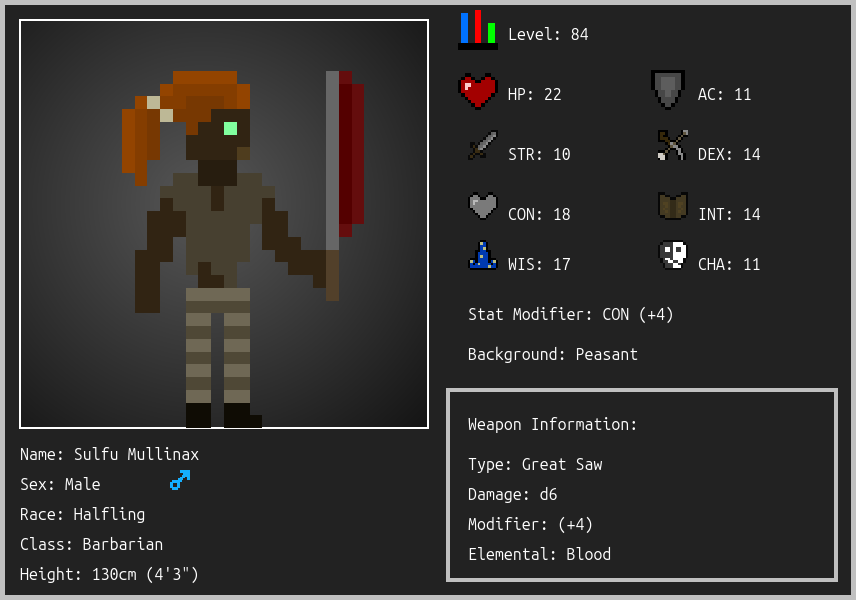 Level: 84
HP: 22
AC: 11
STR: 10
DEX: 14
CON: 18
INT: 14
WIS: 17
CHA: 11
Stat Modifier: CON (+4)
Background: Peasant
Weapon Information:
Type: Great Saw
Damage: d6
Modifier: (+4)
Elemental: Blood
Name: Sulfu Mullinax
Sex: Male
Race: Halfling
Class: Barbarian
Height: 130cm (4'3")